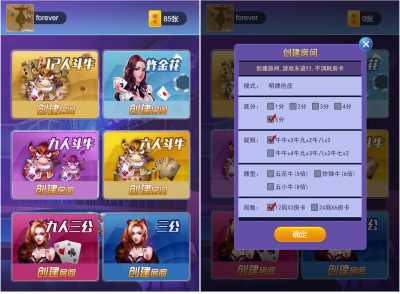 forever
房卡
85张
12人斗牛
创建房间
炸金花
创建房间
九人斗牛
创建房间
六人斗牛
创建房间
九人三公
创建房间
三公
创建房间
forever
房卡
0张
创建房间
创建房间,游戏未进行,不消耗房卡
模式: 明牌抢庄
底分: 1分 2分 3分 4分
5分
规则: 牛牛x3牛九x2牛八x2
牛牛x4牛九x3牛八x2牛七x2
牌型: 五花牛(5倍) 炸弹牛(6倍)
五小牛(8倍)
局数: 12局X3房卡 24局X6房卡
确定